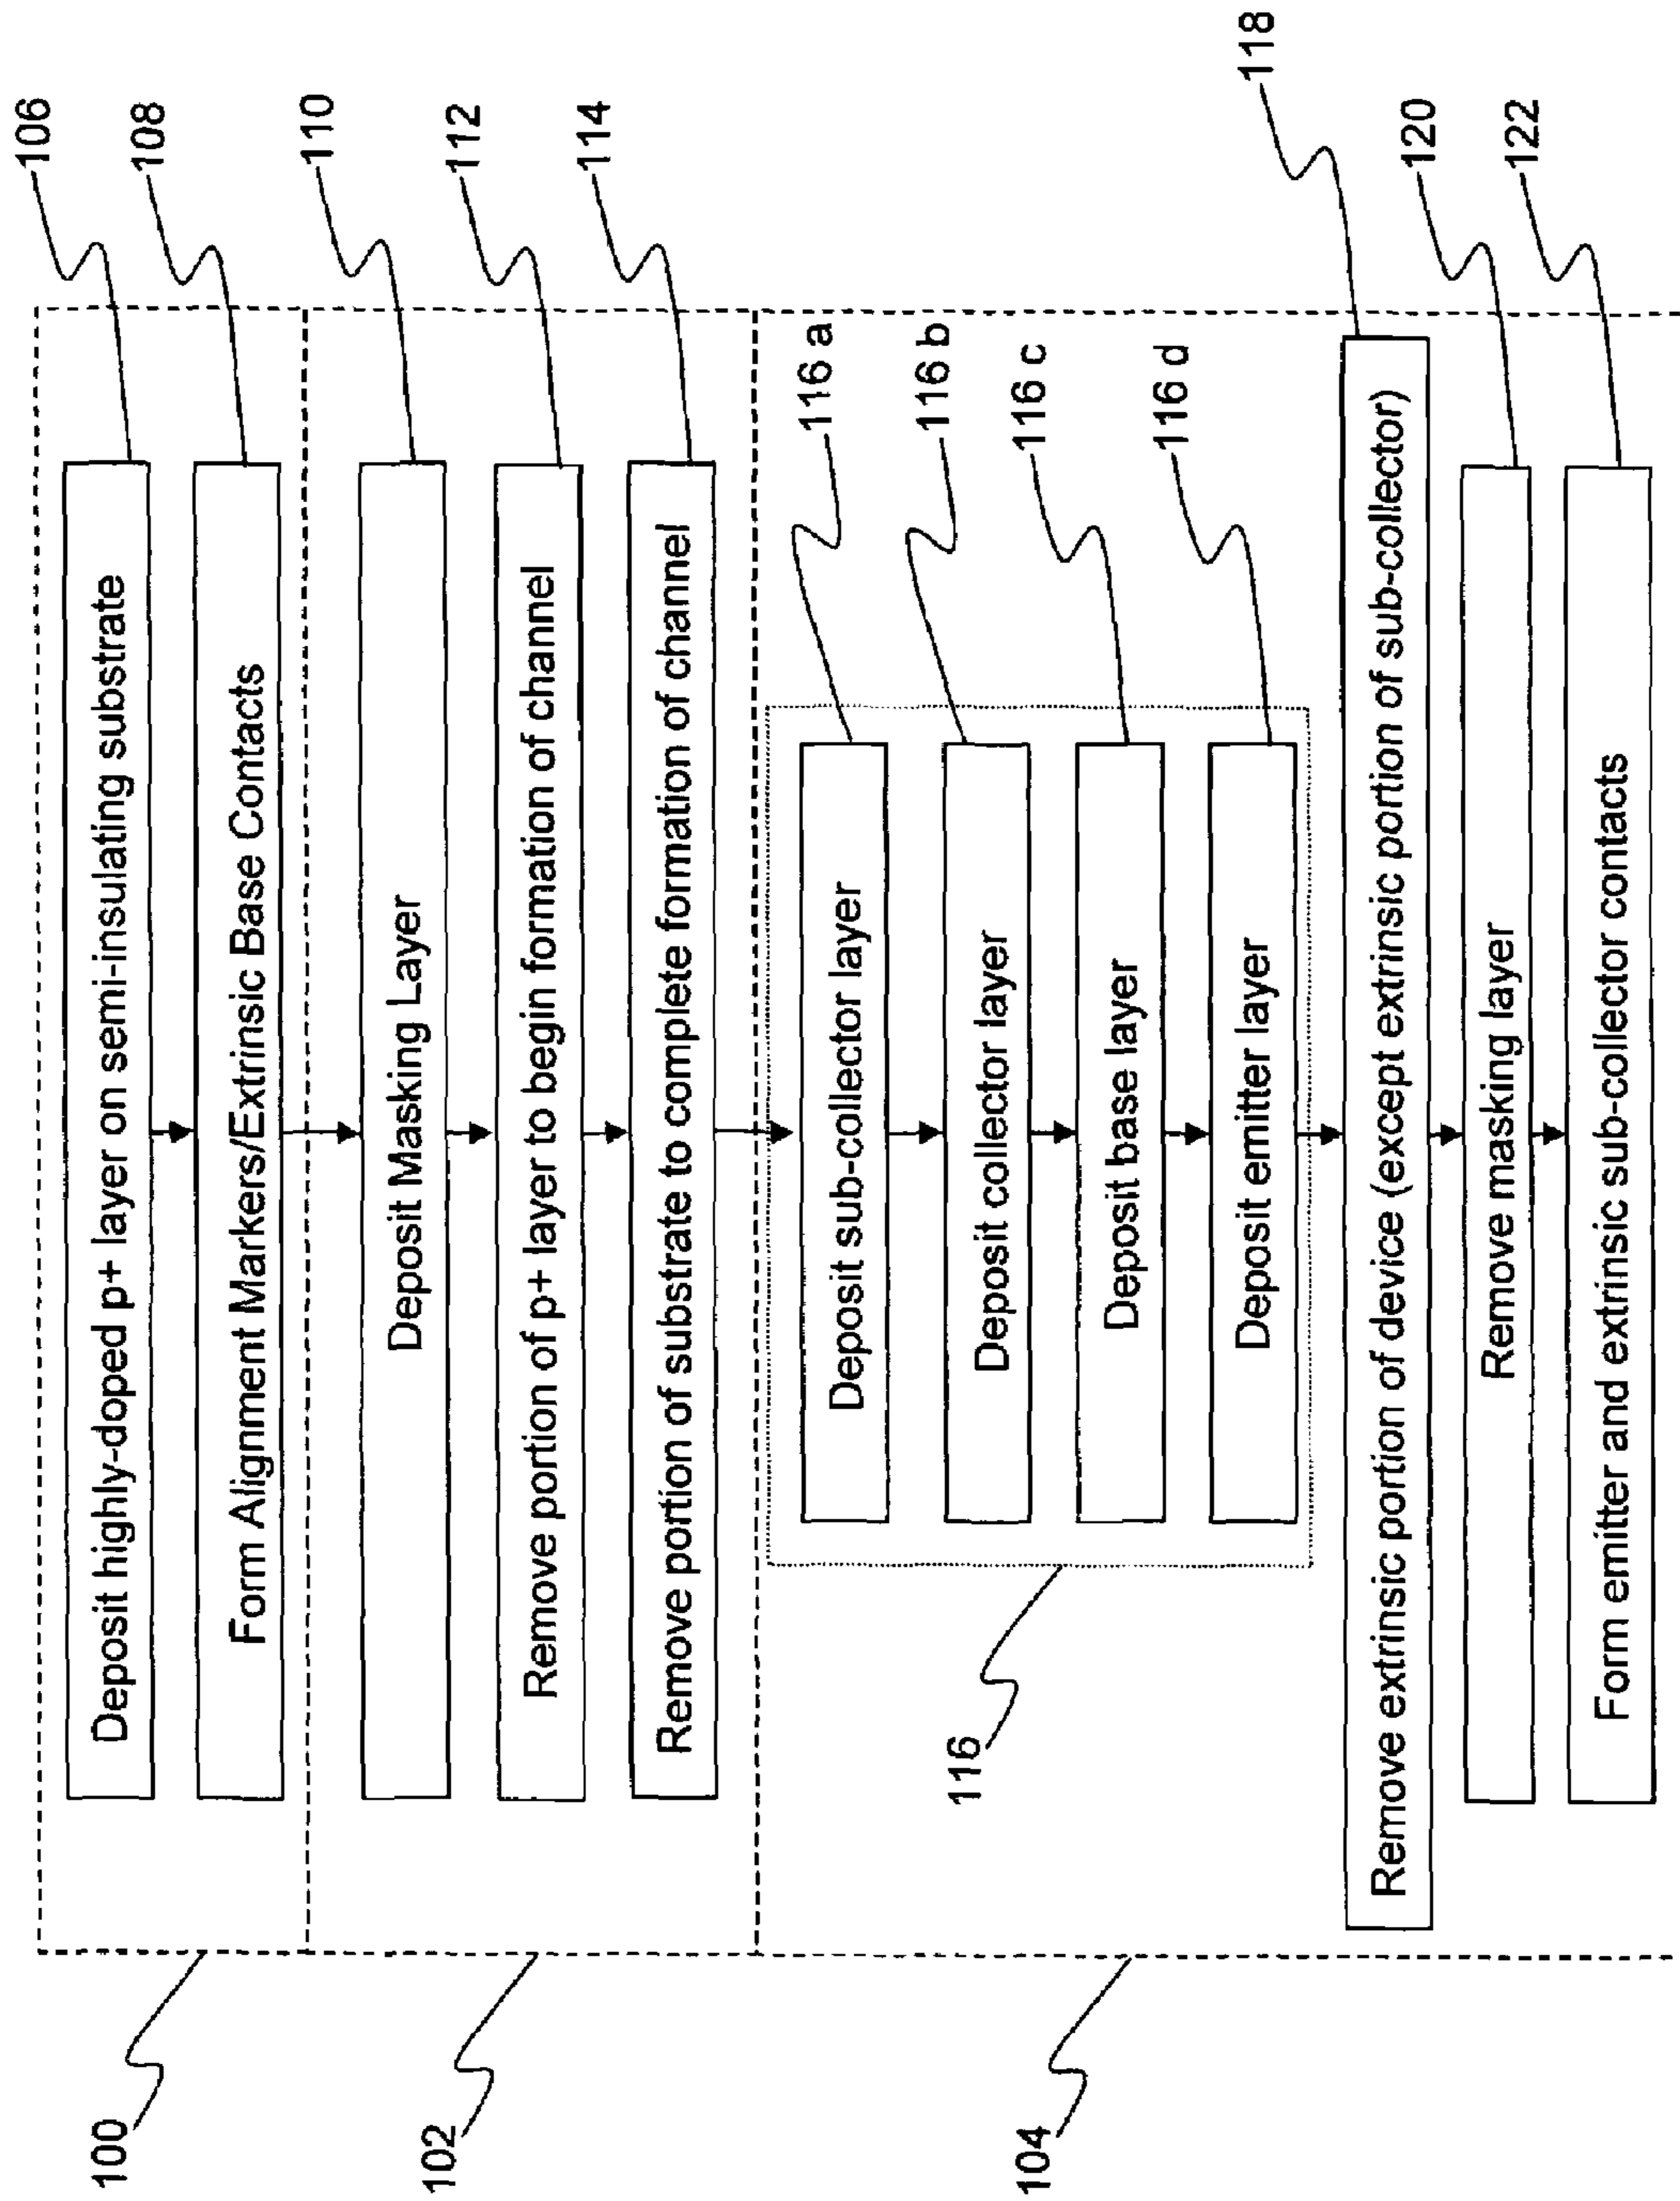 100
106
Deposit highly-doped p+ layer on semi-insulating substrate
108
Form Alignment Markers/Extrinsic Base Contacts
102
110
Deposit Masking Layer
112
Remove portion of p+ layer to begin formation of channel
114
Remove portion of substrate to complete formation of channel
104
116
116 a
Deposit sub-collector layer
116 b
Deposit collector layer
116 c
Deposit base layer
116 d
Deposit emitter layer
118
Remove extrinsic portion of device (except extrinsic portion of sub-collector)
120
Remove masking layer
122
Form emitter and extrinsic sub-collector contacts